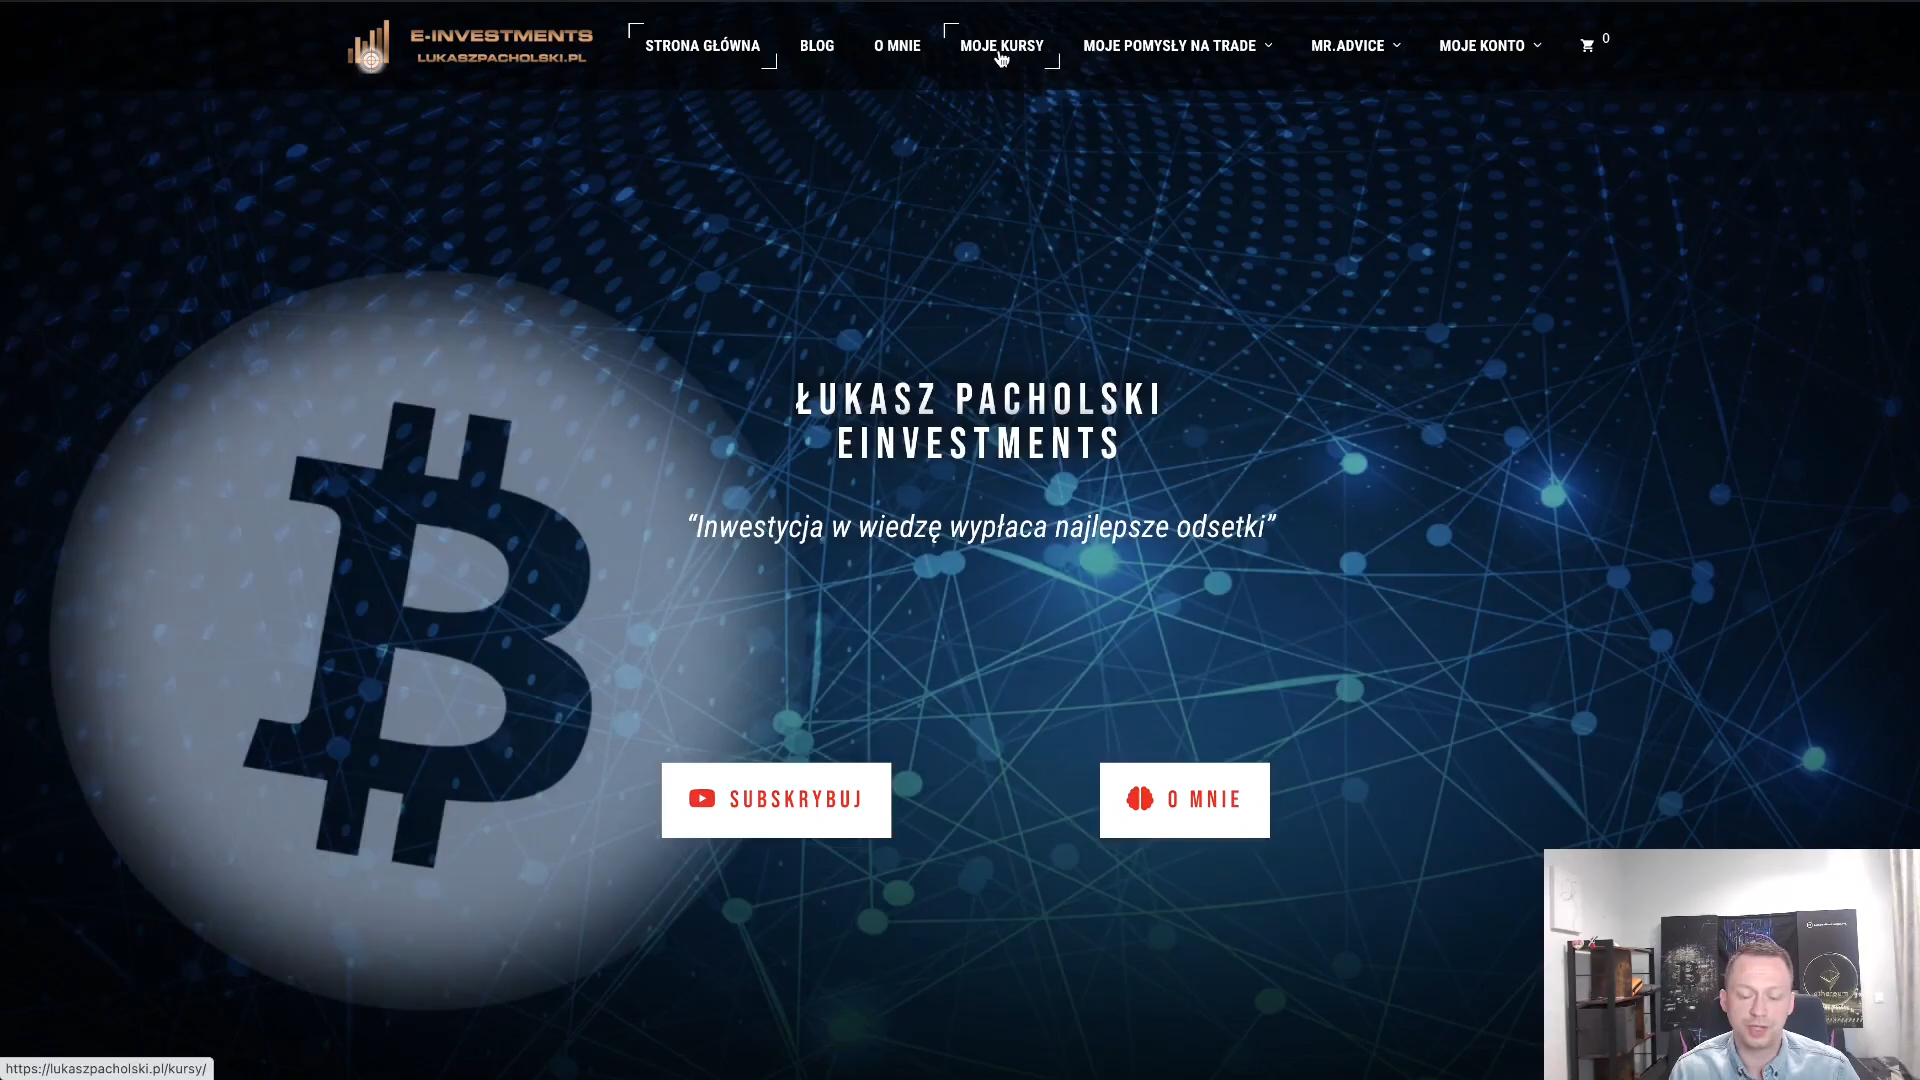 E-INVESTMENTS
LUKASZPACHOLSKI.PL
STRONA GŁÓWNA
BLOG
O MNIE
MOJE KURSY
MOJE POMYSŁY NA TRADE
MR.ADVICE
MOJE KONTO
0
ŁUKASZ PACHOLSKI
EINVESTMENTS
“Inwestycja w wiedzę wypłaca najlepsze odsetki”
SUBSKRYBUJ
O MNIE
ethereum
https://lukaszpacholski.pl/kursy/